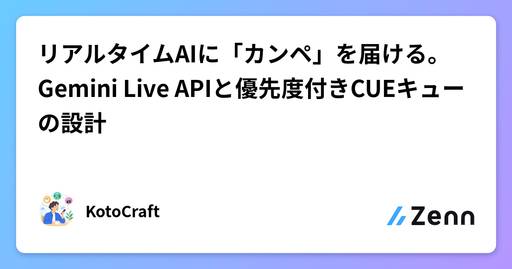 リアルタイムAIに「カンペ」を届ける。
Gemini Live APIと優先度付きCUEキュー
の設計
KotoCraft
Zenn